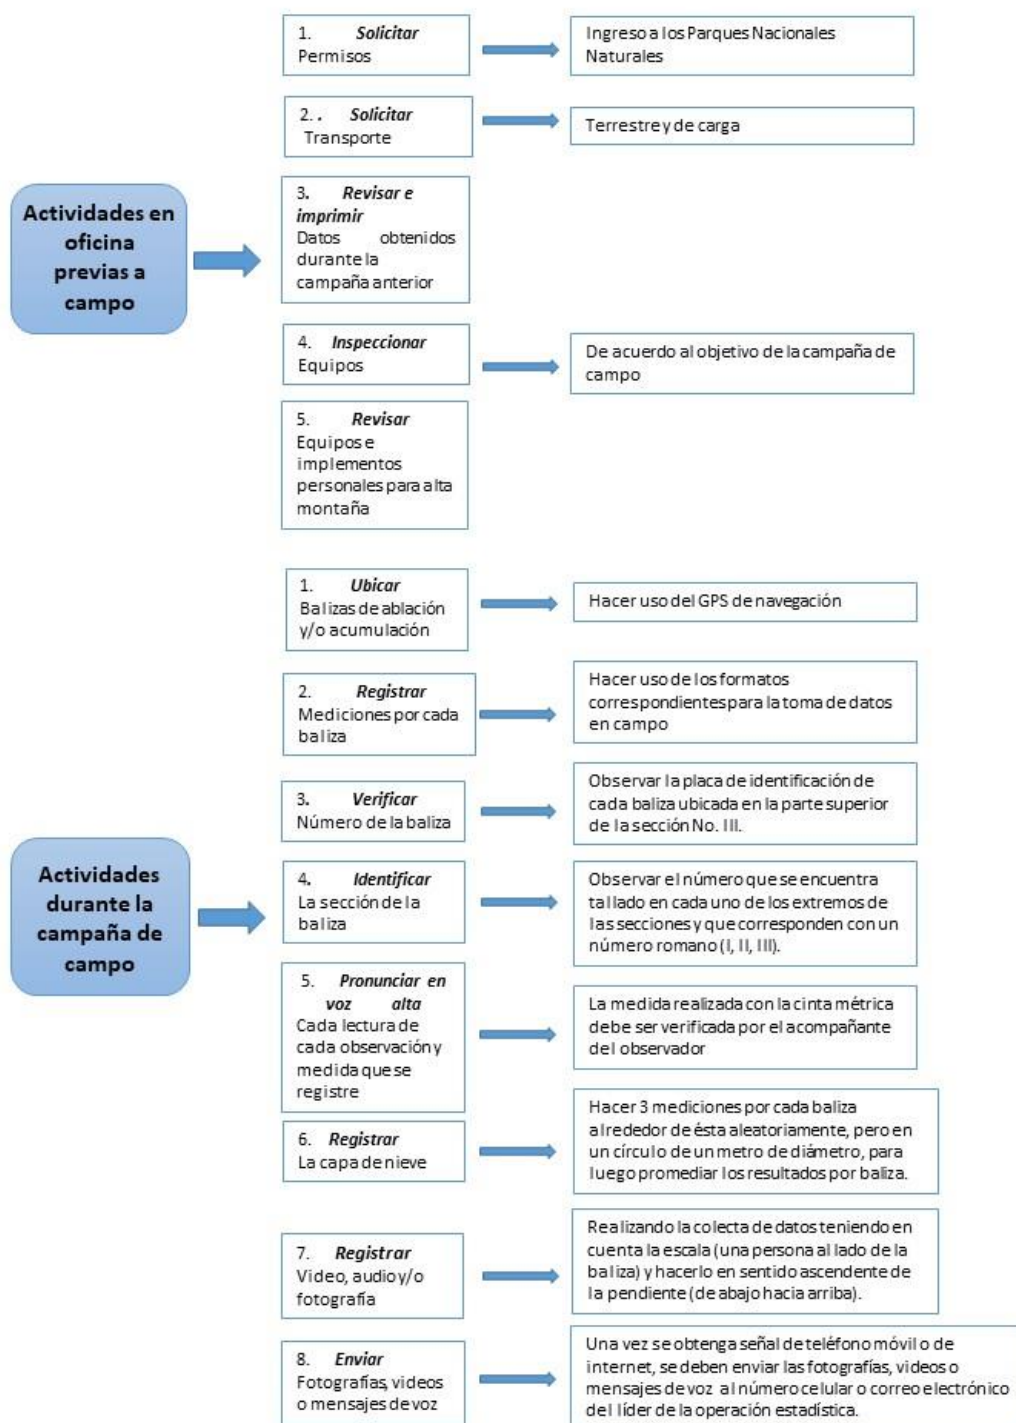 1. Solicitar
Permisos
Ingreso a los Parques Nacionales
Naturales
2. . Solicitar
Transporte
Terrestre y de carga
Actividades en
oficina
previas a
campo
3. Revisar e
imprimir
Datos obtenidos
durante la
campaña anterior
4. Inspeccionar
Equipos
De acuerdo al objetivo de la campaña de
campo
5. Revisar
Equipos e
implementos
personales para alta
montaña
1. Ubicar
Balizas de ablación
y/o acumulación
Hacer uso del GPS de navegación
2. Registrar
Mediciones por cada
baliza
Hacer uso de los formatos
correspondientes para la toma de datos
en campo
3. Verificar
Número de la baliza
Observar la placa de identificación de
cada baliza ubicada en la parte superior
de la sección No. III.
Actividades
durante la
campaña de
campo
4. Identificar
La sección de la
baliza
Observar el número que se encuentra
tallado en cada uno de los extremos de
las secciones y que corresponden con un
número romano (I, II, III).
5. Pronunciar en
voz alta
Cada lectura de
cada observación y
medida que se
registre
La medida realizada con la cinta métrica
debe ser verificada por el acompañante
del observador
6. Registrar
La capa de nieve
Hacer 3 mediciones por cada baliza
alrededor de ésta aleatoriamente, pero en
un círculo de un metro de diámetro, para
luego promediar los resultados por baliza.
7. Registrar
Video, audio y/o
fotografía
Realizando la colecta de datos teniendo en
cuenta la escala (una persona al lado de la
baliza) y hacerlo en sentido ascendente de
la pendiente (de abajo hacia arriba).
8. Enviar
Fotografías, videos
o mensajes de voz
Una vez se obtenga señal de teléfono móvil o de
internet, se deben enviar las fotografías, videos o
mensajes de voz al número celular o correo electrónico
del líder de la operación estadística.